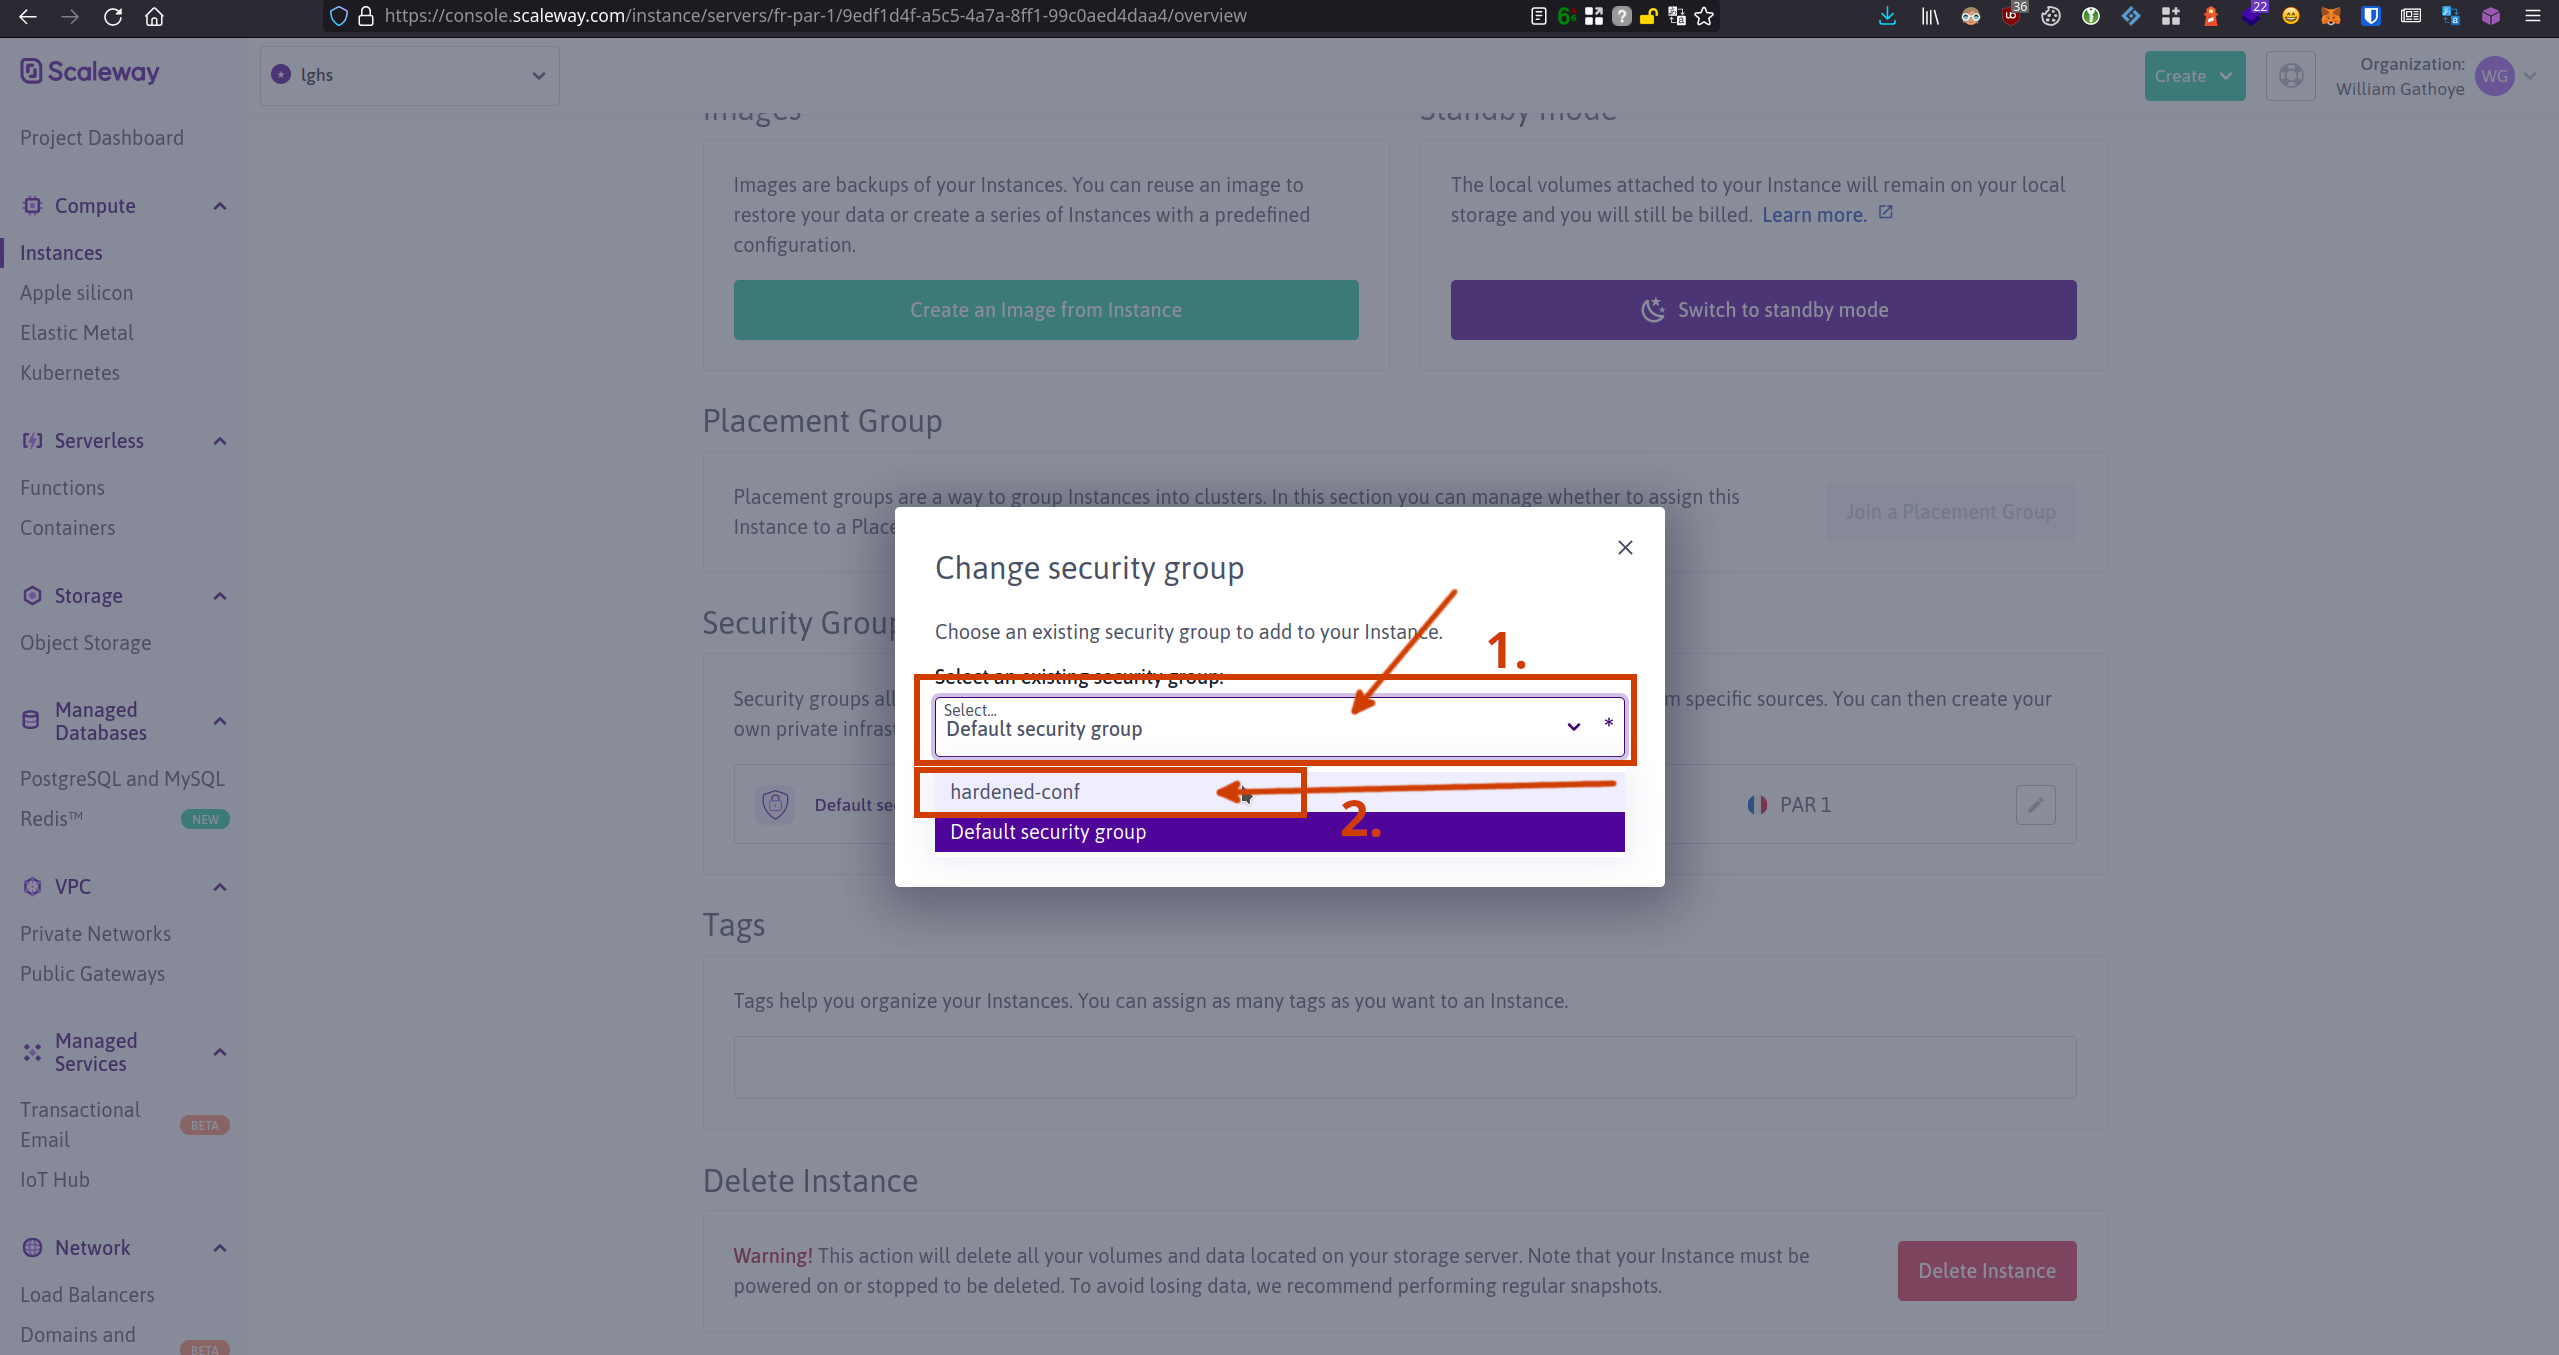 https://console.scaleway.com/instance/servers/fr-par-1/9edf1d4f-a5c5-4a7a-8ff1-99c0aed4daa4/overview
36
22
Scaleway
lghs
Create
Organization:
William Gathoye
WG
Project Dashboard
Compute
Instances
Apple silicon
Elastic Metal
Kubernetes
Serverless
Functions
Containers
Storage
Object Storage
Managed
Databases
PostgreSQL and MySQL
Redis™ NEW
VPC
Private Networks
Public Gateways
Managed
Services
Transactional
Email BETA
IoT Hub
Network
Load Balancers
Domains and
BETA
Images
Images are backups of your Instances. You can reuse an image to
restore your data or create a series of Instances with a predefined
configuration.
Create an Image from Instance
Standby mode
The local volumes attached to your Instance will remain on your local
storage and you will still be billed. Learn more.
Switch to standby mode
Placement Group
Placement groups are a way to group Instances into clusters. In this section you can manage whether to assign this
Instance to a Place
Join a Placement Group
Security Group
Security groups all
m specific sources. You can then create your
own private infrast
Default se
PAR 1
Change security group
Choose an existing security group to add to your Instance.
1.
Select an existing security group:
Select...
Default security group *
hardened-conf
2.
Default security group
Tags
Tags help you organize your Instances. You can assign as many tags as you want to an Instance.
Delete Instance
Warning! This action will delete all your volumes and data located on your storage server. Note that your Instance must be
powered on or stopped to be deleted. To avoid losing data, we recommend performing regular snapshots.
Delete Instance